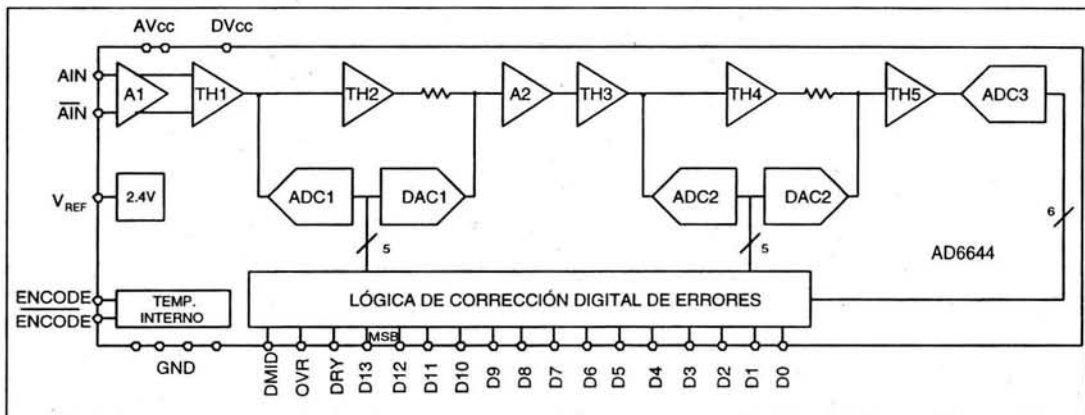 AVcc DVcc
AIN
A1 TH1 TH2 A2 TH3 TH4 TH5 ADC3
AIN
ADC1 DAC1 ADC2 DAC2
VREF 2.4V
5 5 6
AD6644
LÓGICA DE CORRECCIÓN DIGITAL DE ERRORES
ENCODE
ENCODE
TEMP.
INTERNO
GND
MSB
DMID OVR DRY D13 D12 D11 D10 D9 D8 D7 D6 D5 D4 D3 D2 D1 D0